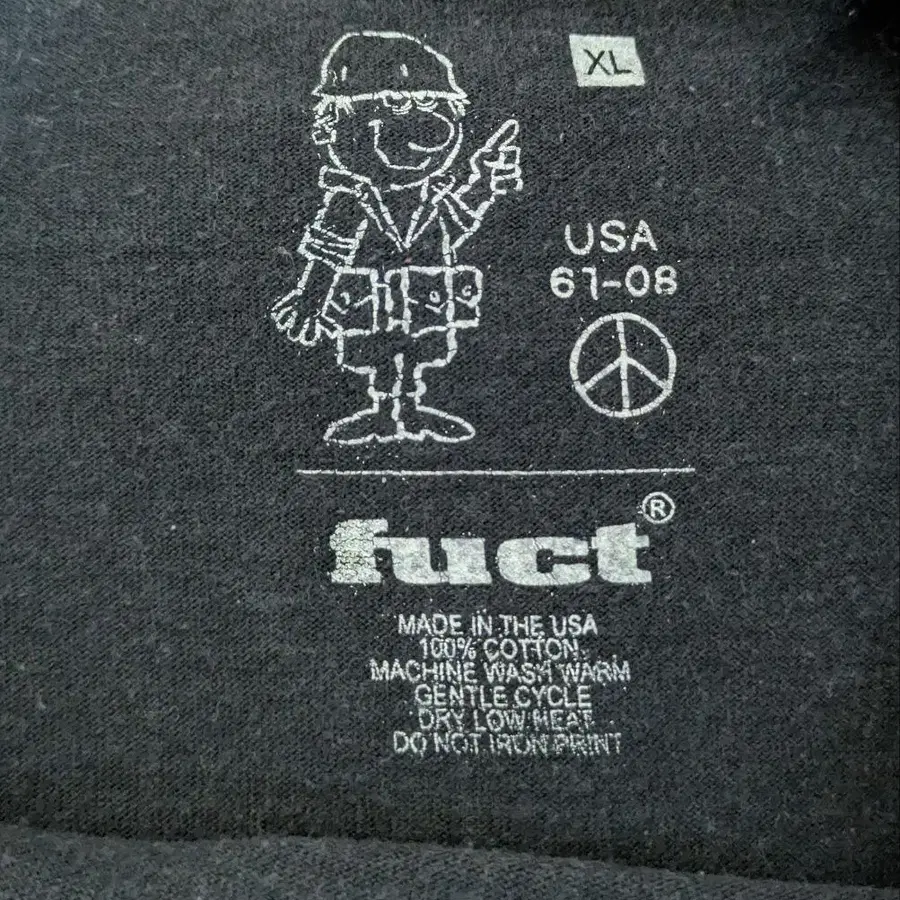 XL
USA
67-08
fuct®
MADE IN THE USA
100% COTTON
MACHINE WASH WARM
GENTLE CYCLE
DRY LOW HEAT
DO NOT IRON PRINT